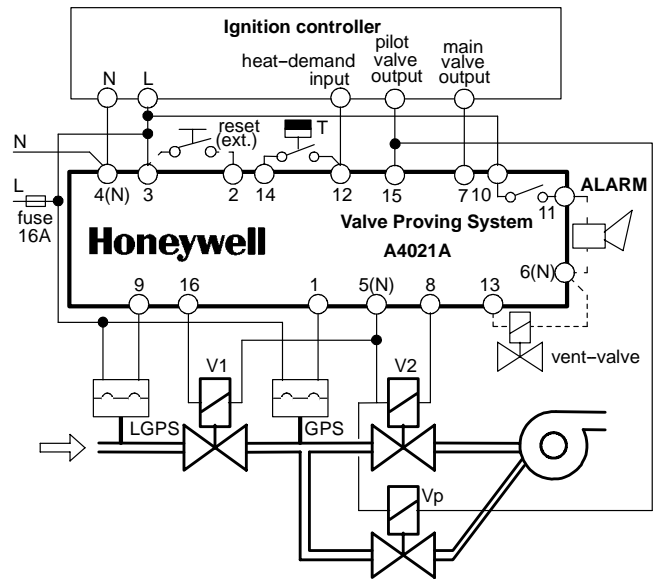 Ignition controller
N
L
heat-demand
input
pilot
valve
output
main
valve
output
N
reset
(ext.)
T
L
fuse
16A
4(N)
3
2
14
12
15
7
10
11
ALARM
Honeywell
Valve Proving System
A4021A
6(N)
9
16
1
5(N)
8
13
vent-valve
V1
V2
LGPS
GPS
Vp